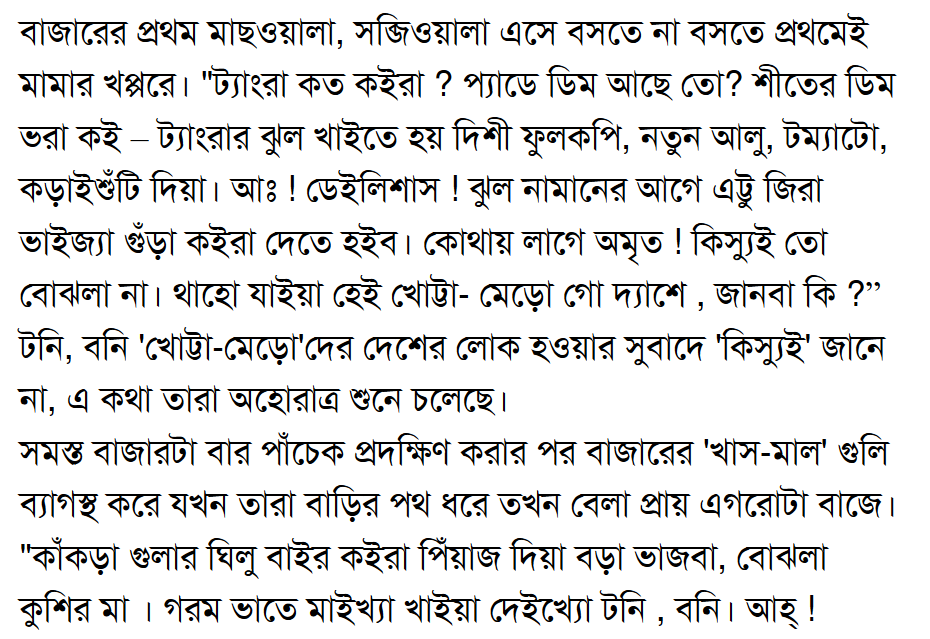 বাজারের প্রথম মাছওয়ালা, সব্জিওয়ালা এসে বসতে না বসতে প্রথমেই
মামার খপ্পরে। "ট্যাংরা কত কইরা ? প্যাডে ডিম আছে তো? শীতের ডিম
ভরা কই – ট্যাংরার ঝুল খাইতে হয় দিশী ফুলকপি, নতুন আলু, টম্যাটো,
কড়াইশুঁটি দিয়া। আঃ ! ডেইলিশাস ! ঝুল নামানের আগে এট্টু জিরা
ভাইজ্যা গুঁড়া কইরা দেতে হইব। কোথায় লাগে অমৃত ! কিস্যুই তো
বোঝলা না। থাহো যাইয়া হেই খোট্টা- মেড়ো গো দ্যাশে , জানবা কি ?”
টনি, বনি 'খোট্টা-মেড়ো'দের দেশের লোক হওয়ার সুবাদে 'কিস্যুই' জানে
না, এ কথা তারা অহোরাত্র শুনে চলেছে।
সমস্ত বাজারটা বার পাঁচেক প্রদক্ষিণ করার পর বাজারের 'খাস-মাল' গুলি
ব্যাগস্থ করে যখন তারা বাড়ির পথ ধরে তখন বেলা প্রায় এগরোটা বাজে।
"কাঁকড়া গুলার ঘিলু বাইর কইরা পিঁয়াজ দিয়া বড়া ভাজবা, বোঝলা
কুশির মা । গরম ভাতে মাইখ্যা খাইয়া দেইখ্যো টনি , বনি। আহ্ !